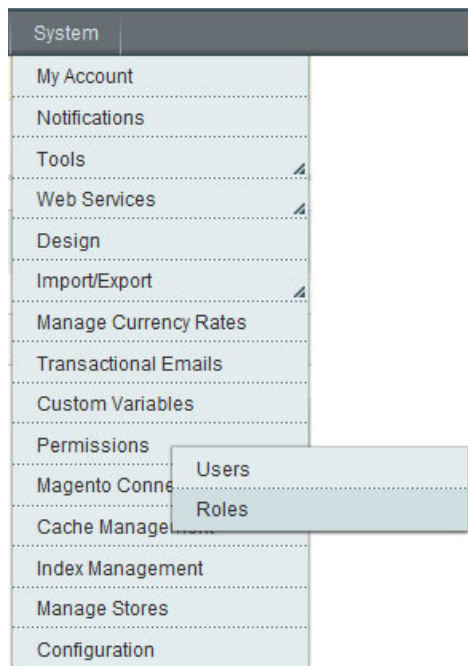 System
My Account
Notifications
Tools
Web Services
Design
Import/Export
Manage Currency Rates
Transactional Emails
Custom Variables
Permissions
Users
Magento Conne
Roles
Cache Management
Index Management
Manage Stores
Configuration